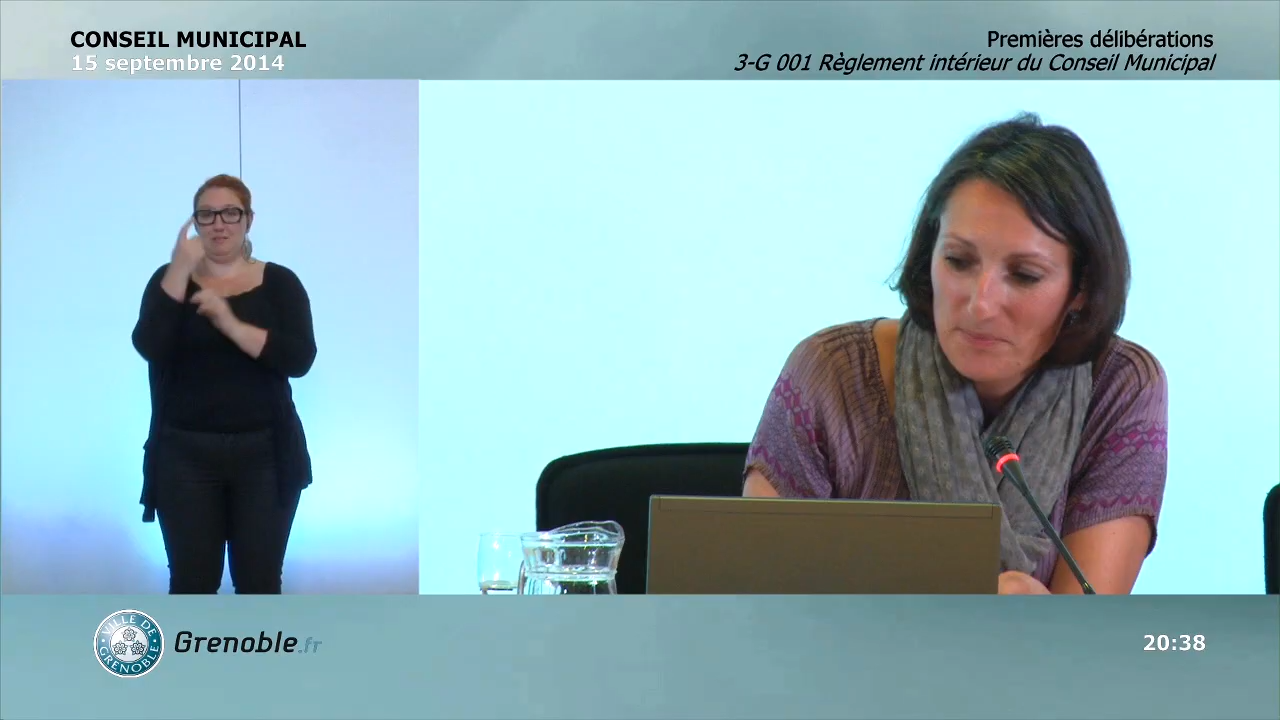 CONSEIL MUNICIPAL
15 septembre 2014
Premières délibérations
3-G 001 Règlement intérieur du Conseil Municipal
VILLE DE
GRENOBLE
Grenoble.fr
20:38